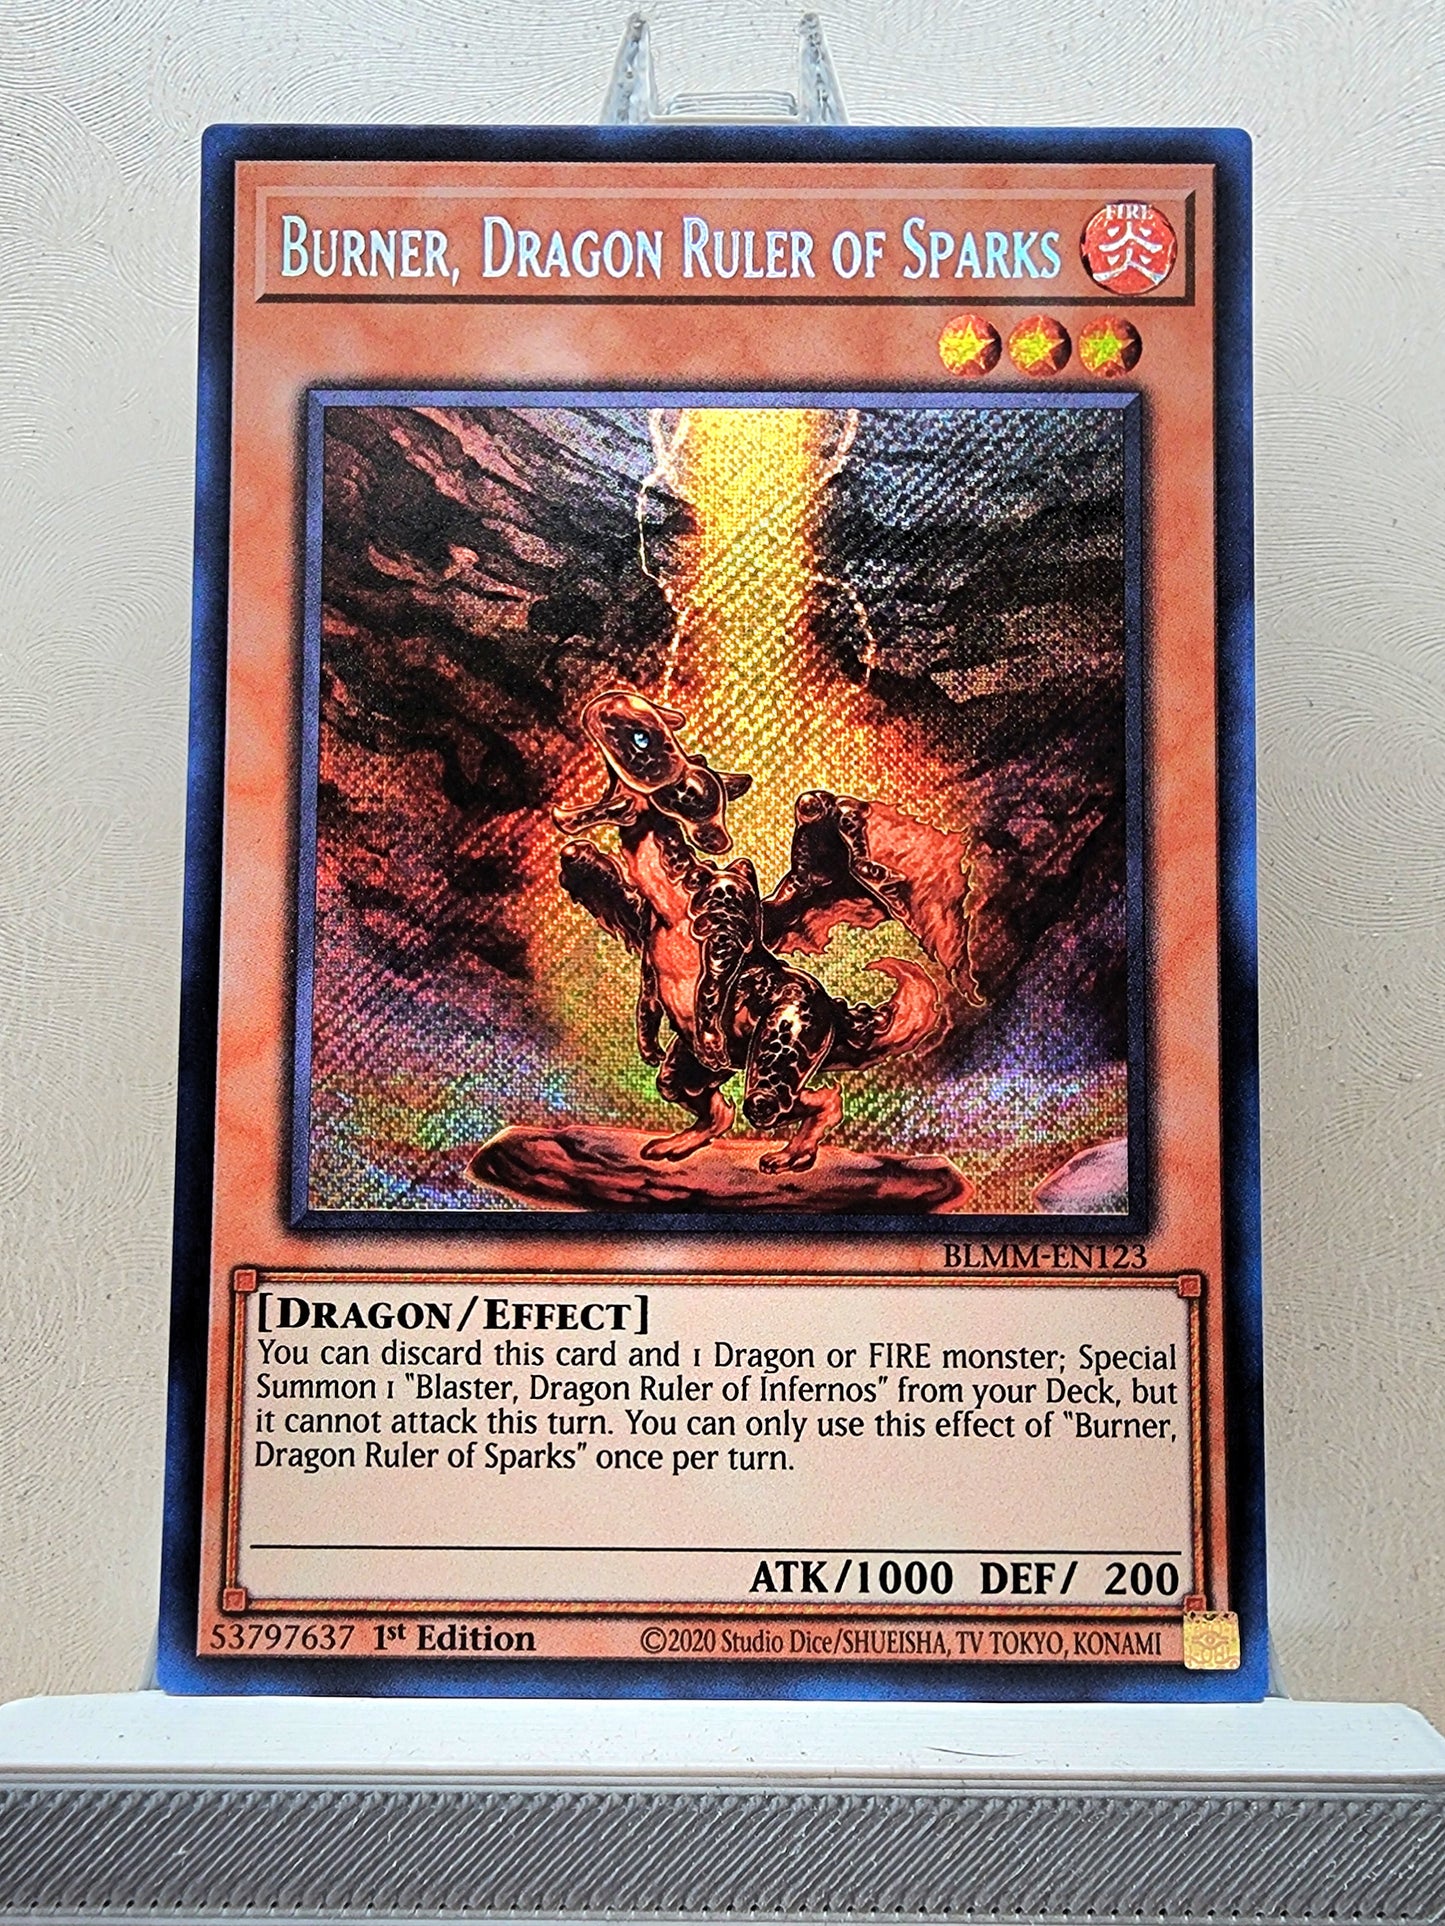 BURNER, DRAGON RULER OF SPARKS
FIRE
炎
BLMM-EN123
[DRAGON/EFFECT]
You can discard this card and 1 Dragon or FIRE monster; Special
Summon 1 "Blaster, Dragon Ruler of Infernos" from your Deck, but
it cannot attack this turn. You can only use this effect of "Burner,
Dragon Ruler of Sparks" once per turn.
ATK/1000 DEF/ 200
53797637 1st Edition
©2020 Studio Dice/SHUEISHA, TV TOKYO, KONAMI